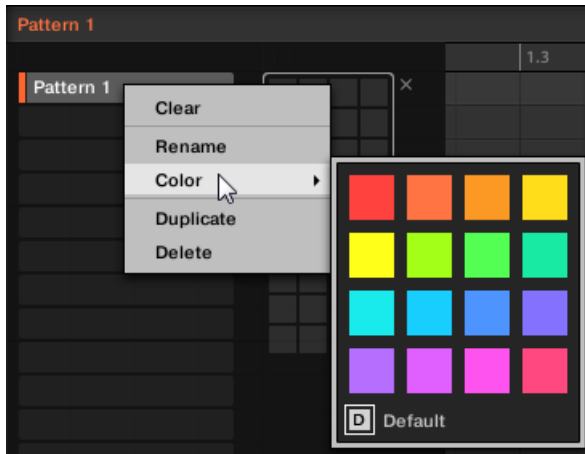 Pattern 1
1.3
Pattern 1
Clear
Rename
Color
Duplicate
Delete
D Default